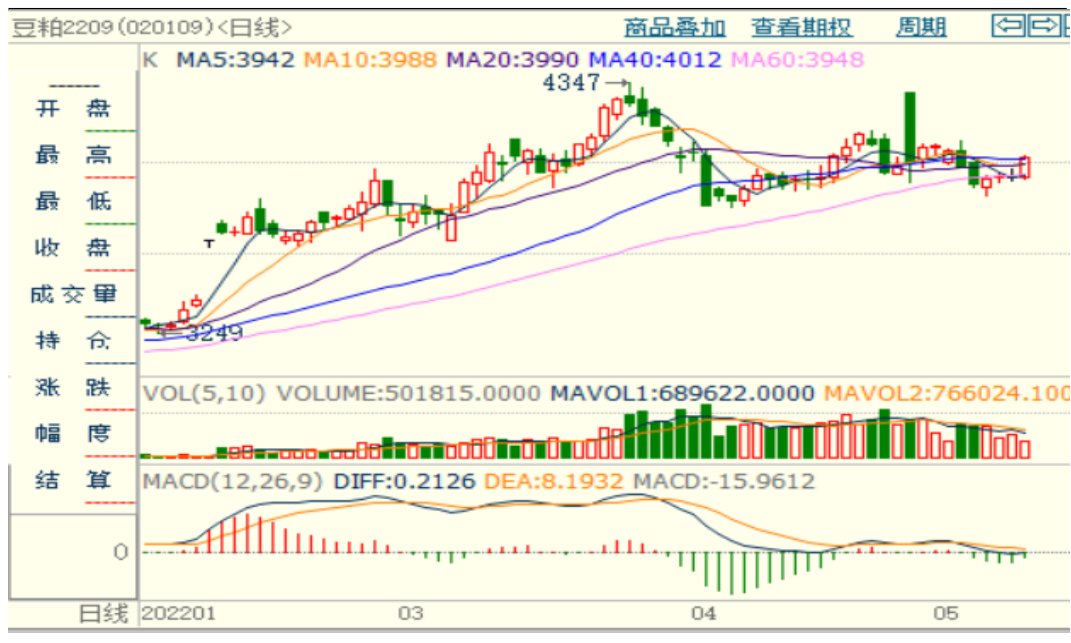 豆粕2209(020109)<日线> 商品叠加 查看期权 周期
K MA5:3942 MA10:3988 MA20:3990 MA40:4012 MA60:3948
4347
开 盘
最 高
最 低
收 盘
3249
成交量
持 仓
涨 跌
VOL(5,10) VOLUME:501815.0000 MAVOL1:689622.0000 MAVOL2:766024.100
幅 度
结 算
MACD(12,26,9) DIFF:0.2126 DEA:8.1932 MACD:-15.9612
0
日线 202201 03 04 05